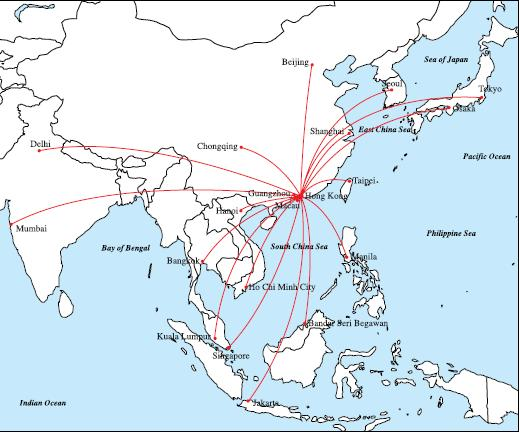 Sea of Japan
Beijing
Seoul
Tokyo
Osaka
Shanghai
East China Sea
Delhi
Chongqing
Pacific Ocean
Taipei
Guangzhou
Hong Kong
Macau
Hanoi
Mumbai
Philippine Sea
Bay of Bengal
South China Sea
Bangkok
Manila
Ho Chi Minh City
Bandar Seri Begawan
Kuala Lumpur
Singapore
Jakarta
Indian Ocean